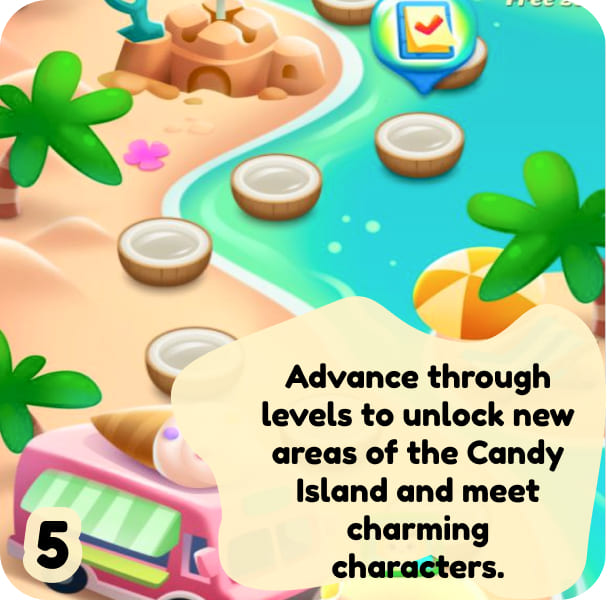 Advance through
levels to unlock new
areas of the Candy
Island and meet
charming
characters.
5